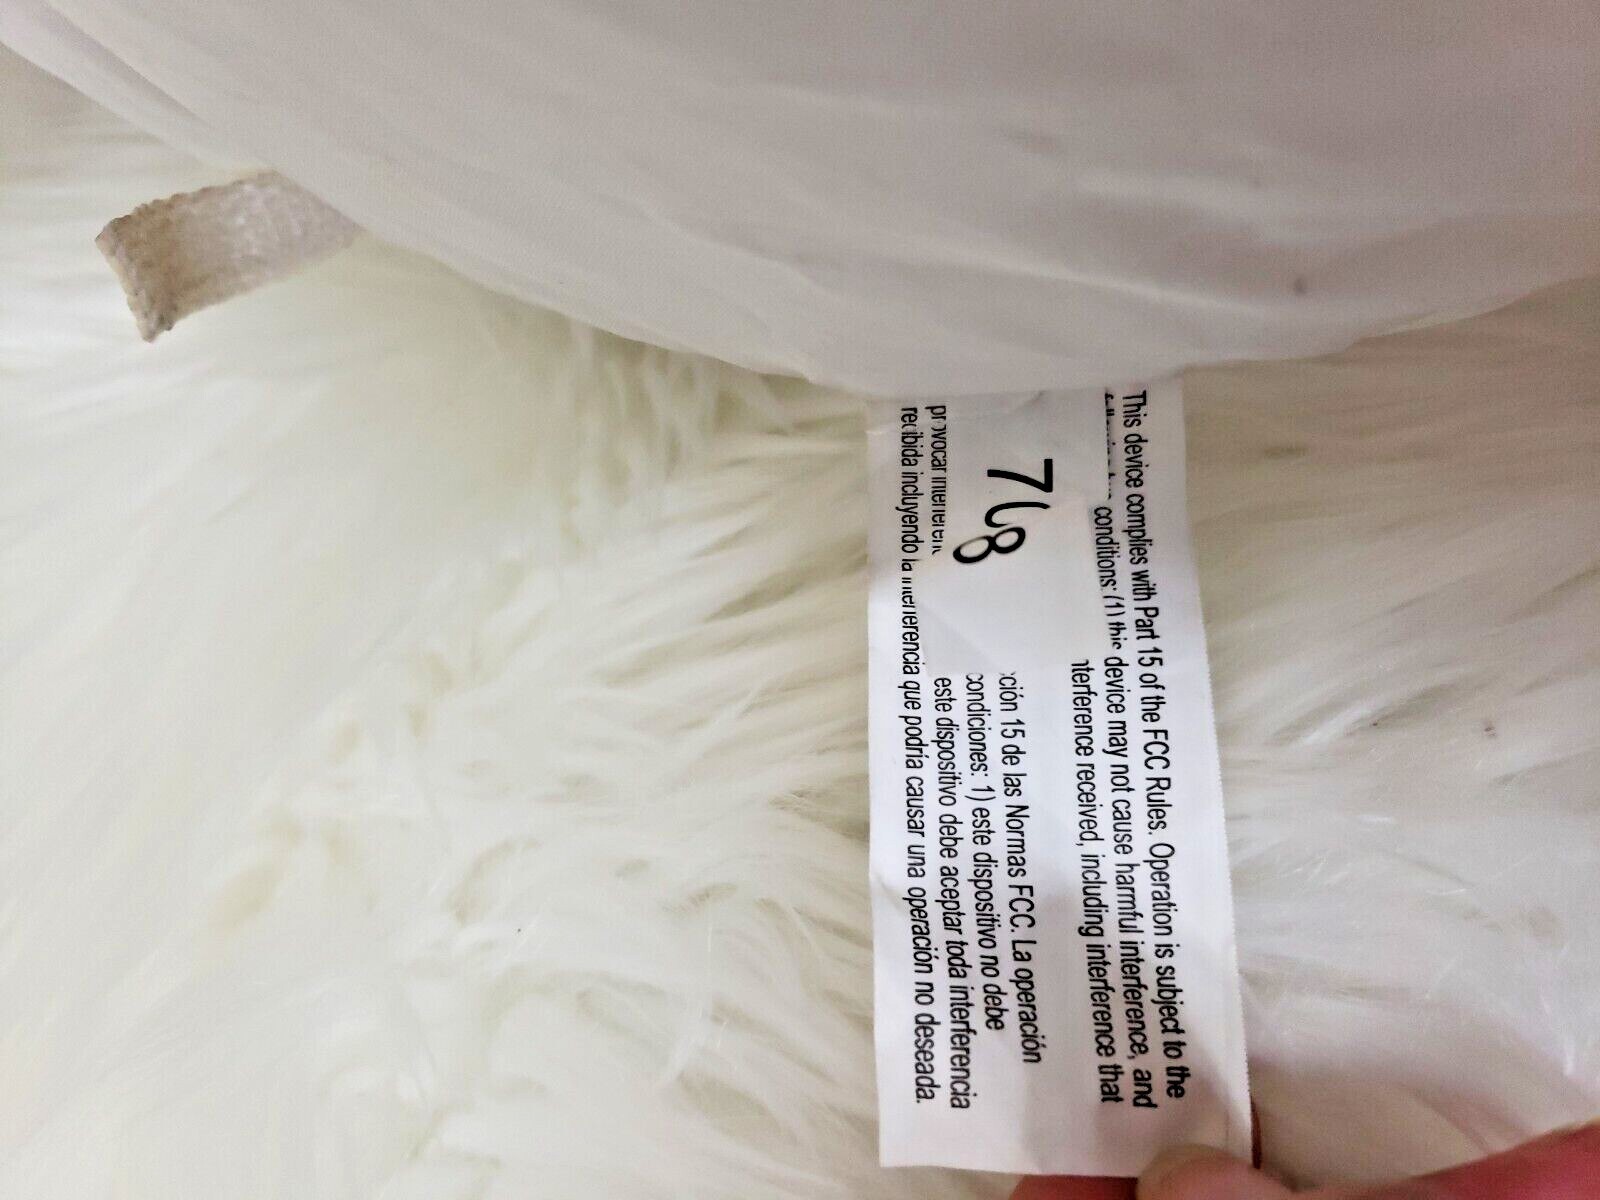 This device complies with Part 15 of the FCC Rules. Operation is subject to the
conditions: (1) this device may not cause harmful interference, and
nterference received, including interference that
768
ción 15 de las Normas FCC. La operación
condiciones: 1) este dispositivo no debe
este dispositivo debe aceptar toda interferencia
recibida incluyendo la interferencia que podría causar una operación no deseada.